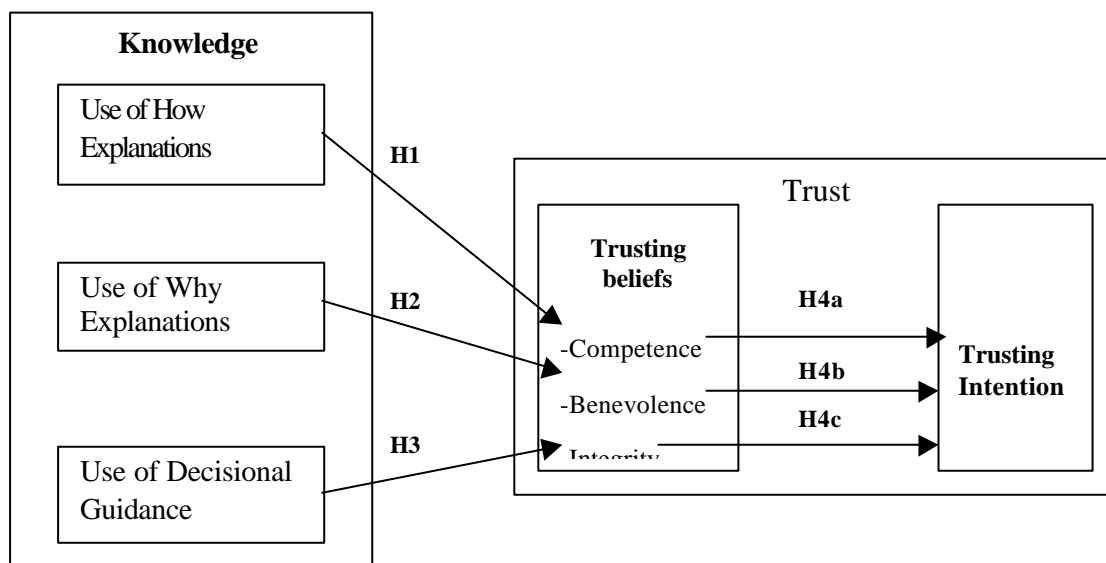 Knowledge
Use of How
Explanations
H1
Trust
Trusting
beliefs
Use of Why
Explanations
H2
H4a
-Competence
Trusting
Intention
H4b
-Benevolence
H4c
H3
-Integrity
Use of Decisional
Guidance